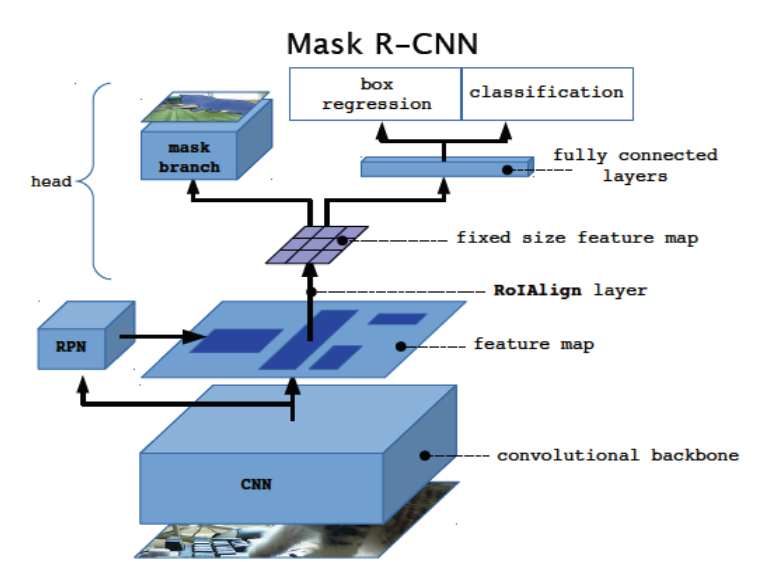 Mask R-CNN
box
regression
classification
mask
branch
head
fully connected
layers
fixed size feature map
RoIAlign layer
RPN
feature map
convolutional backbone
CNN